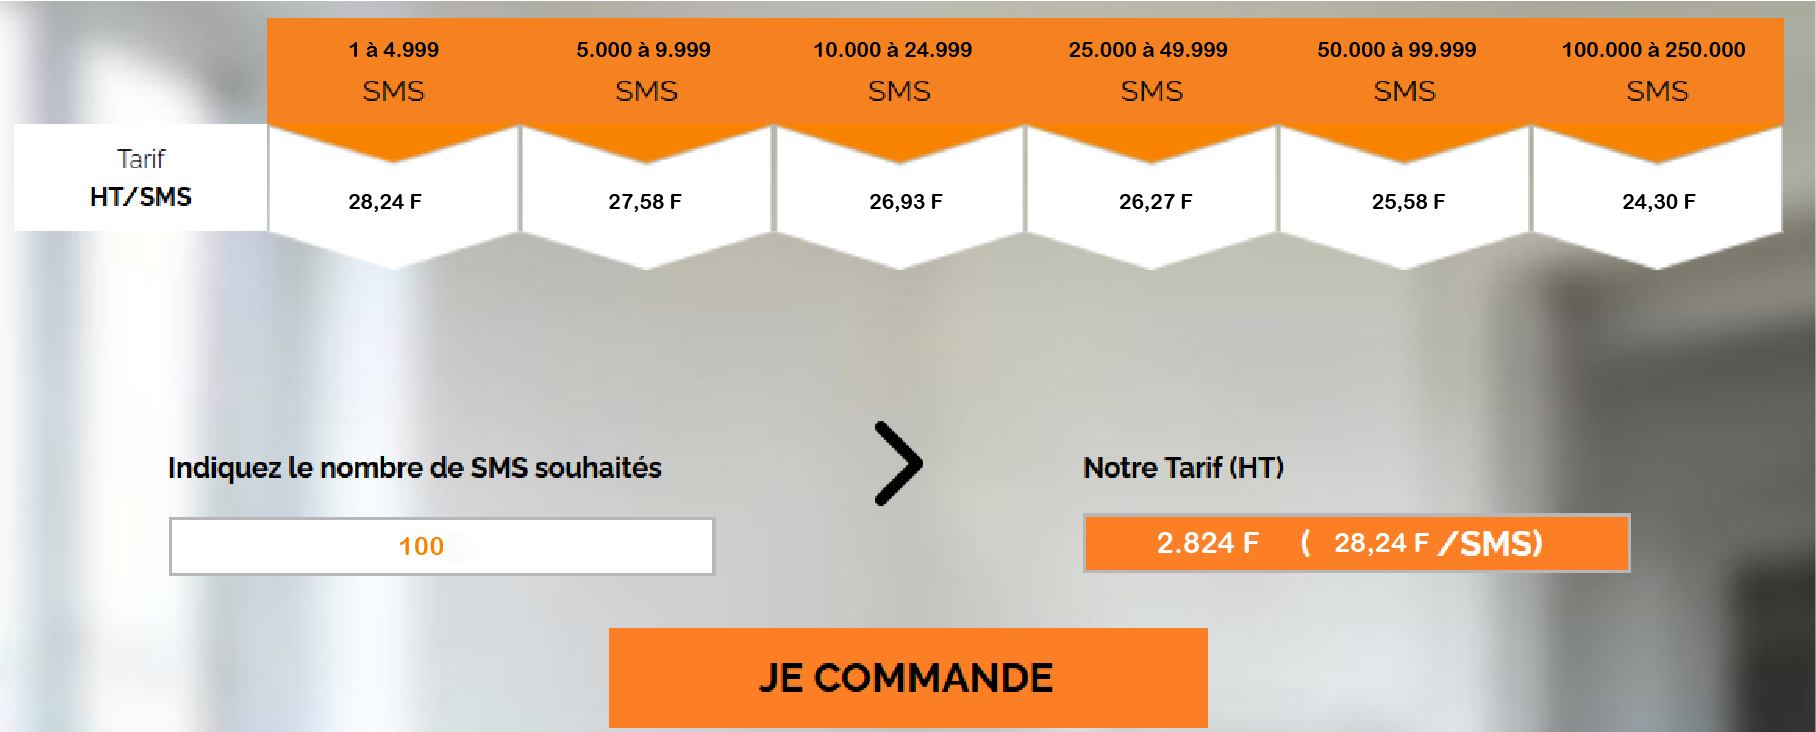 1 à 4.999 5.000 à 9.999 10.000 à 24.999 25.000 à 49.999 50.000 à 99.999 100.000 à 250.000
SMS SMS SMS SMS SMS SMS
Tarif
HT/SMS
28,24 F 27,58 F 26,93 F 26,27 F 25,58 F 24,30 F
Indiquez le nombre de SMS souhaités
100
Notre Tarif (HT)
2.824 F ( 28,24 F /SMS)
JE COMMANDE